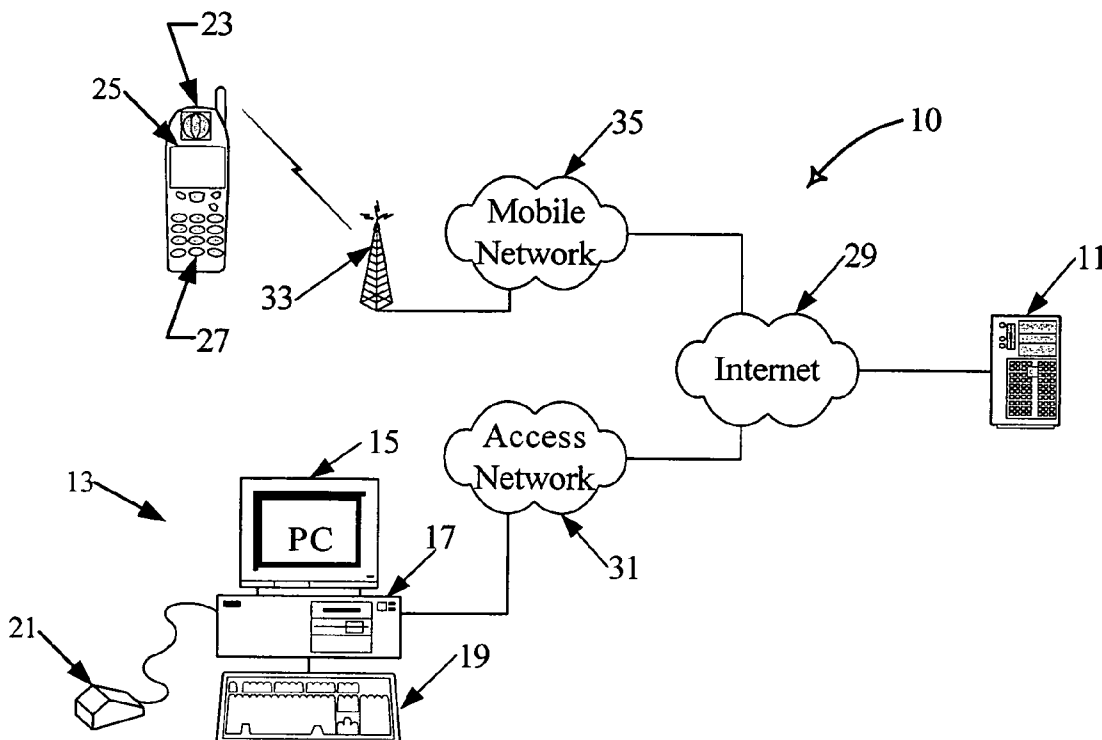 23
25
35
10
Mobile
Network
29
11
33
27
Internet
Access
Network
15
13
PC
17
31
21
19